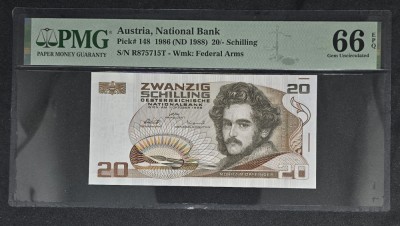 PMG
PAPER MONEY GUARANTY
Austria, National Bank
Pick# 148 1986 (ND 1988) 20/- Schilling
S/N R875715T - Wmk: Federal Arms
66 EPQ
Gem Uncirculated
ZWANZIG
SCHILLING
OESTERREICHISCHE
NATIONALBANK
20
20
20